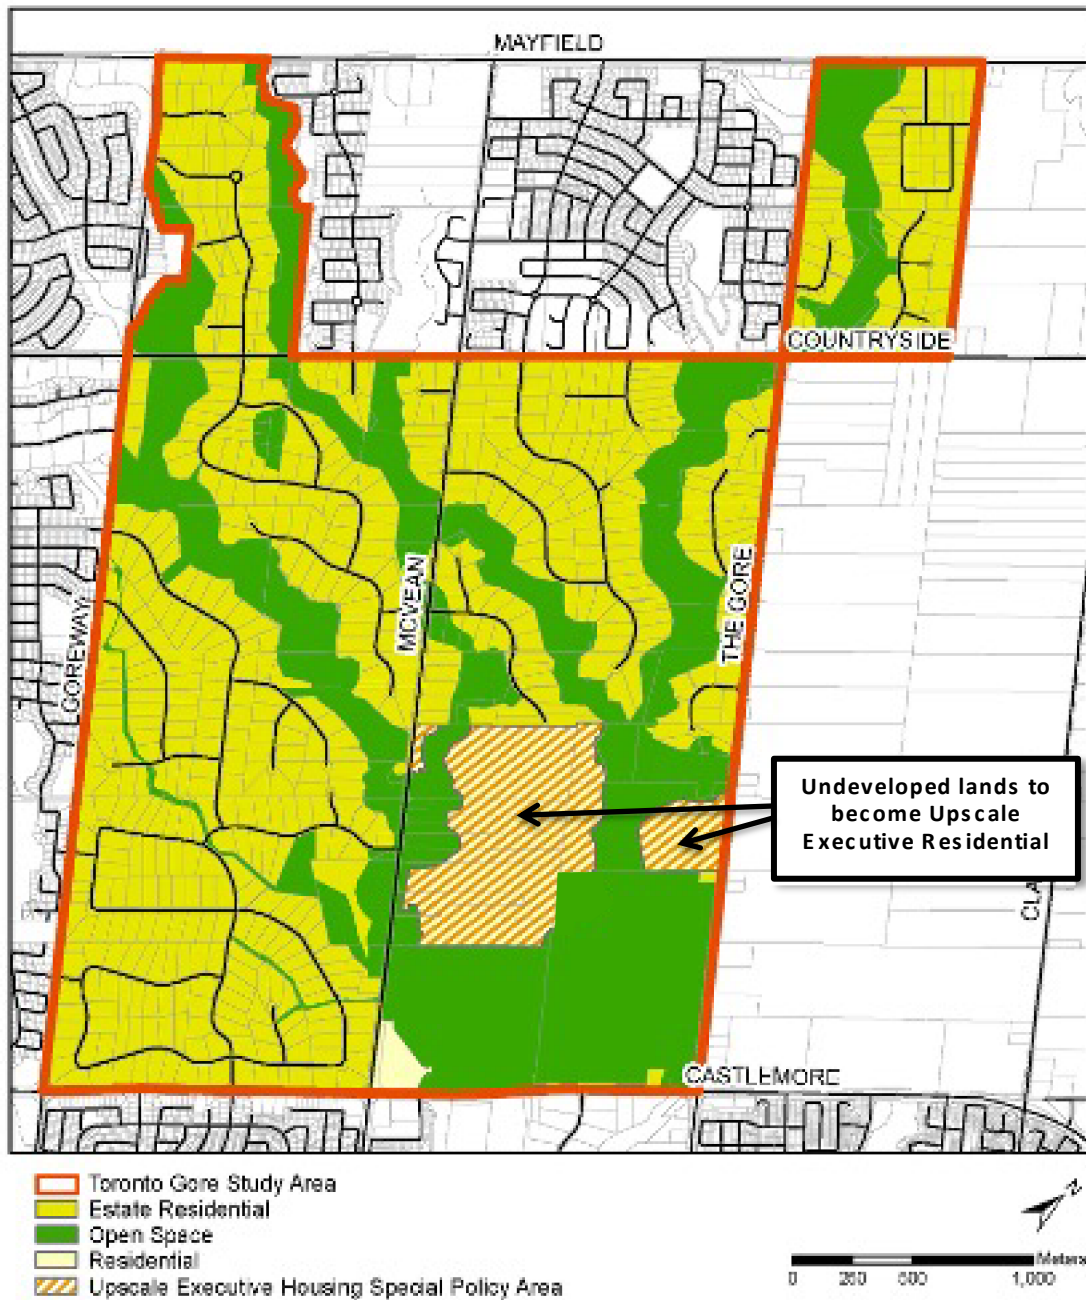 MAYFIELD
COUNTRYSIDE
GOREWAY
MCVEAN
THE GORE
Undeveloped lands to
become Upscale
Executive Residential
CLA
CASTLEMORE
Toronto Gore Study Area
Estate Residential
Open Space
Residential
Upscale Executive Housing Special Policy Area
N
Meters
0 250 500 1,000